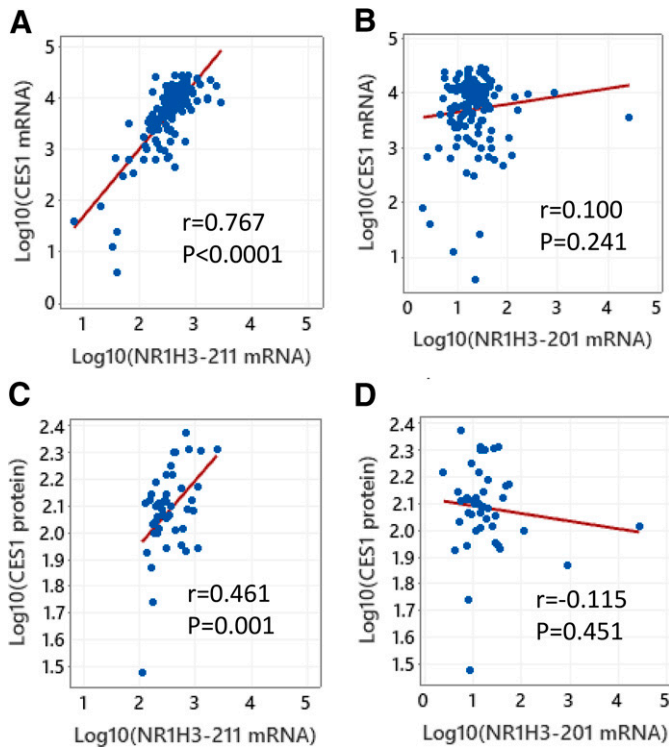 A
5
4
3
2
1
0
Log10(CES1 mRNA)
r=0.767
P<0.0001
1 2 3 4 5
Log10(NR1H3-211 mRNA)
B
5
4
3
2
1
Log10(CES1 mRNA)
r=0.100
P=0.241
0 1 2 3 4 5
Log10(NR1H3-201 mRNA)
C
2.4
2.3
2.2
2.1
2.0
1.9
1.8
1.7
1.6
1.5
Log10(CES1 protein)
r=0.461
P=0.001
1 2 3 4 5
Log10(NR1H3-211 mRNA)
D
2.4
2.3
2.2
2.1
2.0
1.9
1.8
1.7
1.6
1.5
Log10(CES1 protein)
r=-0.115
P=0.451
0 1 2 3 4 5
Log10(NR1H3-201 mRNA)